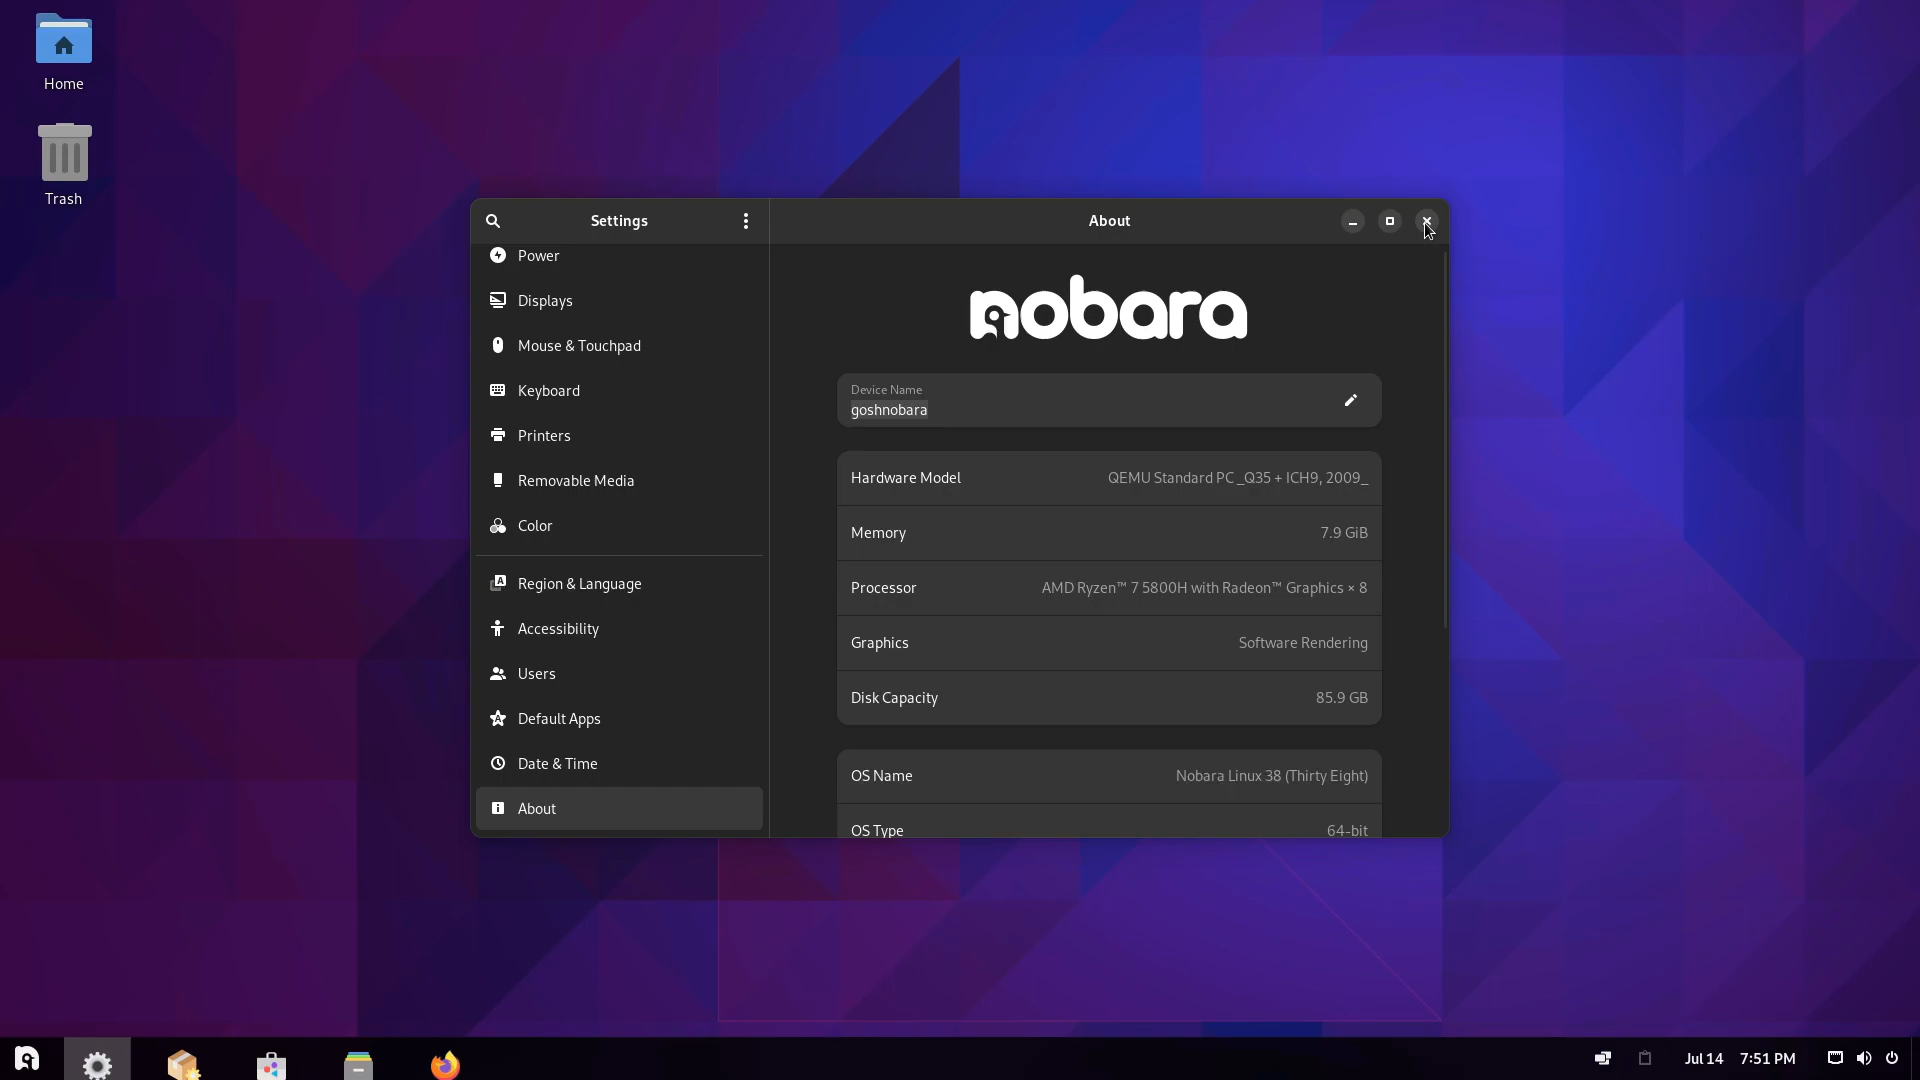 Home
Trash
Settings
About
Power
Displays
Mouse & Touchpad
Keyboard
Printers
Removable Media
Color
Region & Language
Accessibility
Users
Default Apps
Date & Time
About
nobara
Device Name
goshnobara
Hardware Model QEMU Standard PC _Q35 + ICH9, 2009_
Memory 7.9 GiB
Processor AMD Ryzen™ 7 5800H with Radeon™ Graphics × 8
Graphics Software Rendering
Disk Capacity 85.9 GB
OS Name Nobara Linux 38 (Thirty Eight)
OS Type 64-bit
Jul 14 7:51 PM